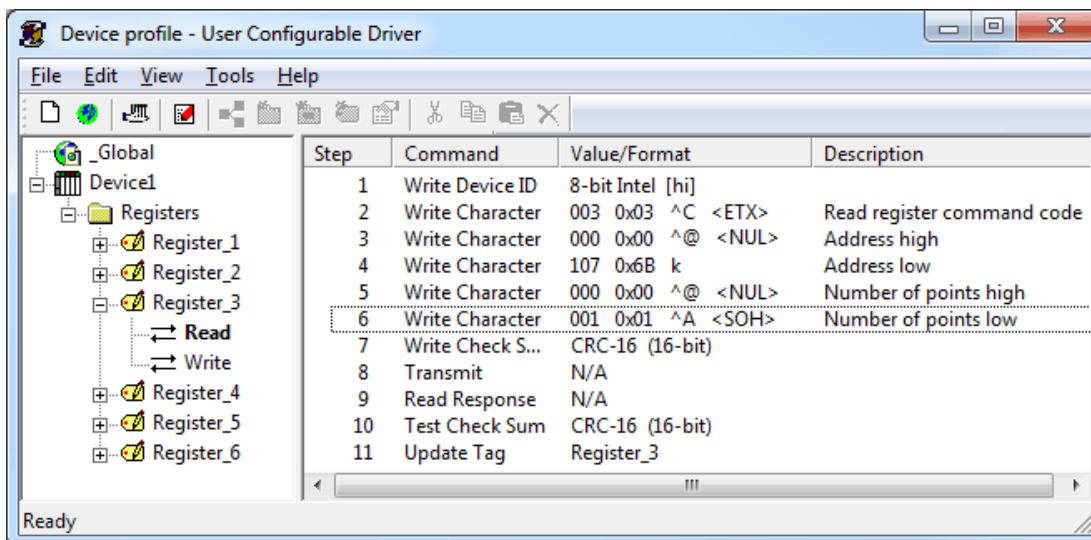 Device profile - User Configurable Driver
File Edit View Tools Help
_Global
Device1
Registers
Register_1
Register_2
Register_3
Read
Write
Register_4
Register_5
Register_6
Step Command Value/Format Description
1 Write Device ID 8-bit Intel [hi]
2 Write Character 003 0x03 ^C <ETX> Read register command code
3 Write Character 000 0x00 ^@ <NUL> Address high
4 Write Character 107 0x6B k Address low
5 Write Character 000 0x00 ^@ <NUL> Number of points high
6 Write Character 001 0x01 ^A <SOH> Number of points low
7 Write Check S... CRC-16 (16-bit)
8 Transmit N/A
9 Read Response N/A
10 Test Check Sum CRC-16 (16-bit)
11 Update Tag Register_3
Ready